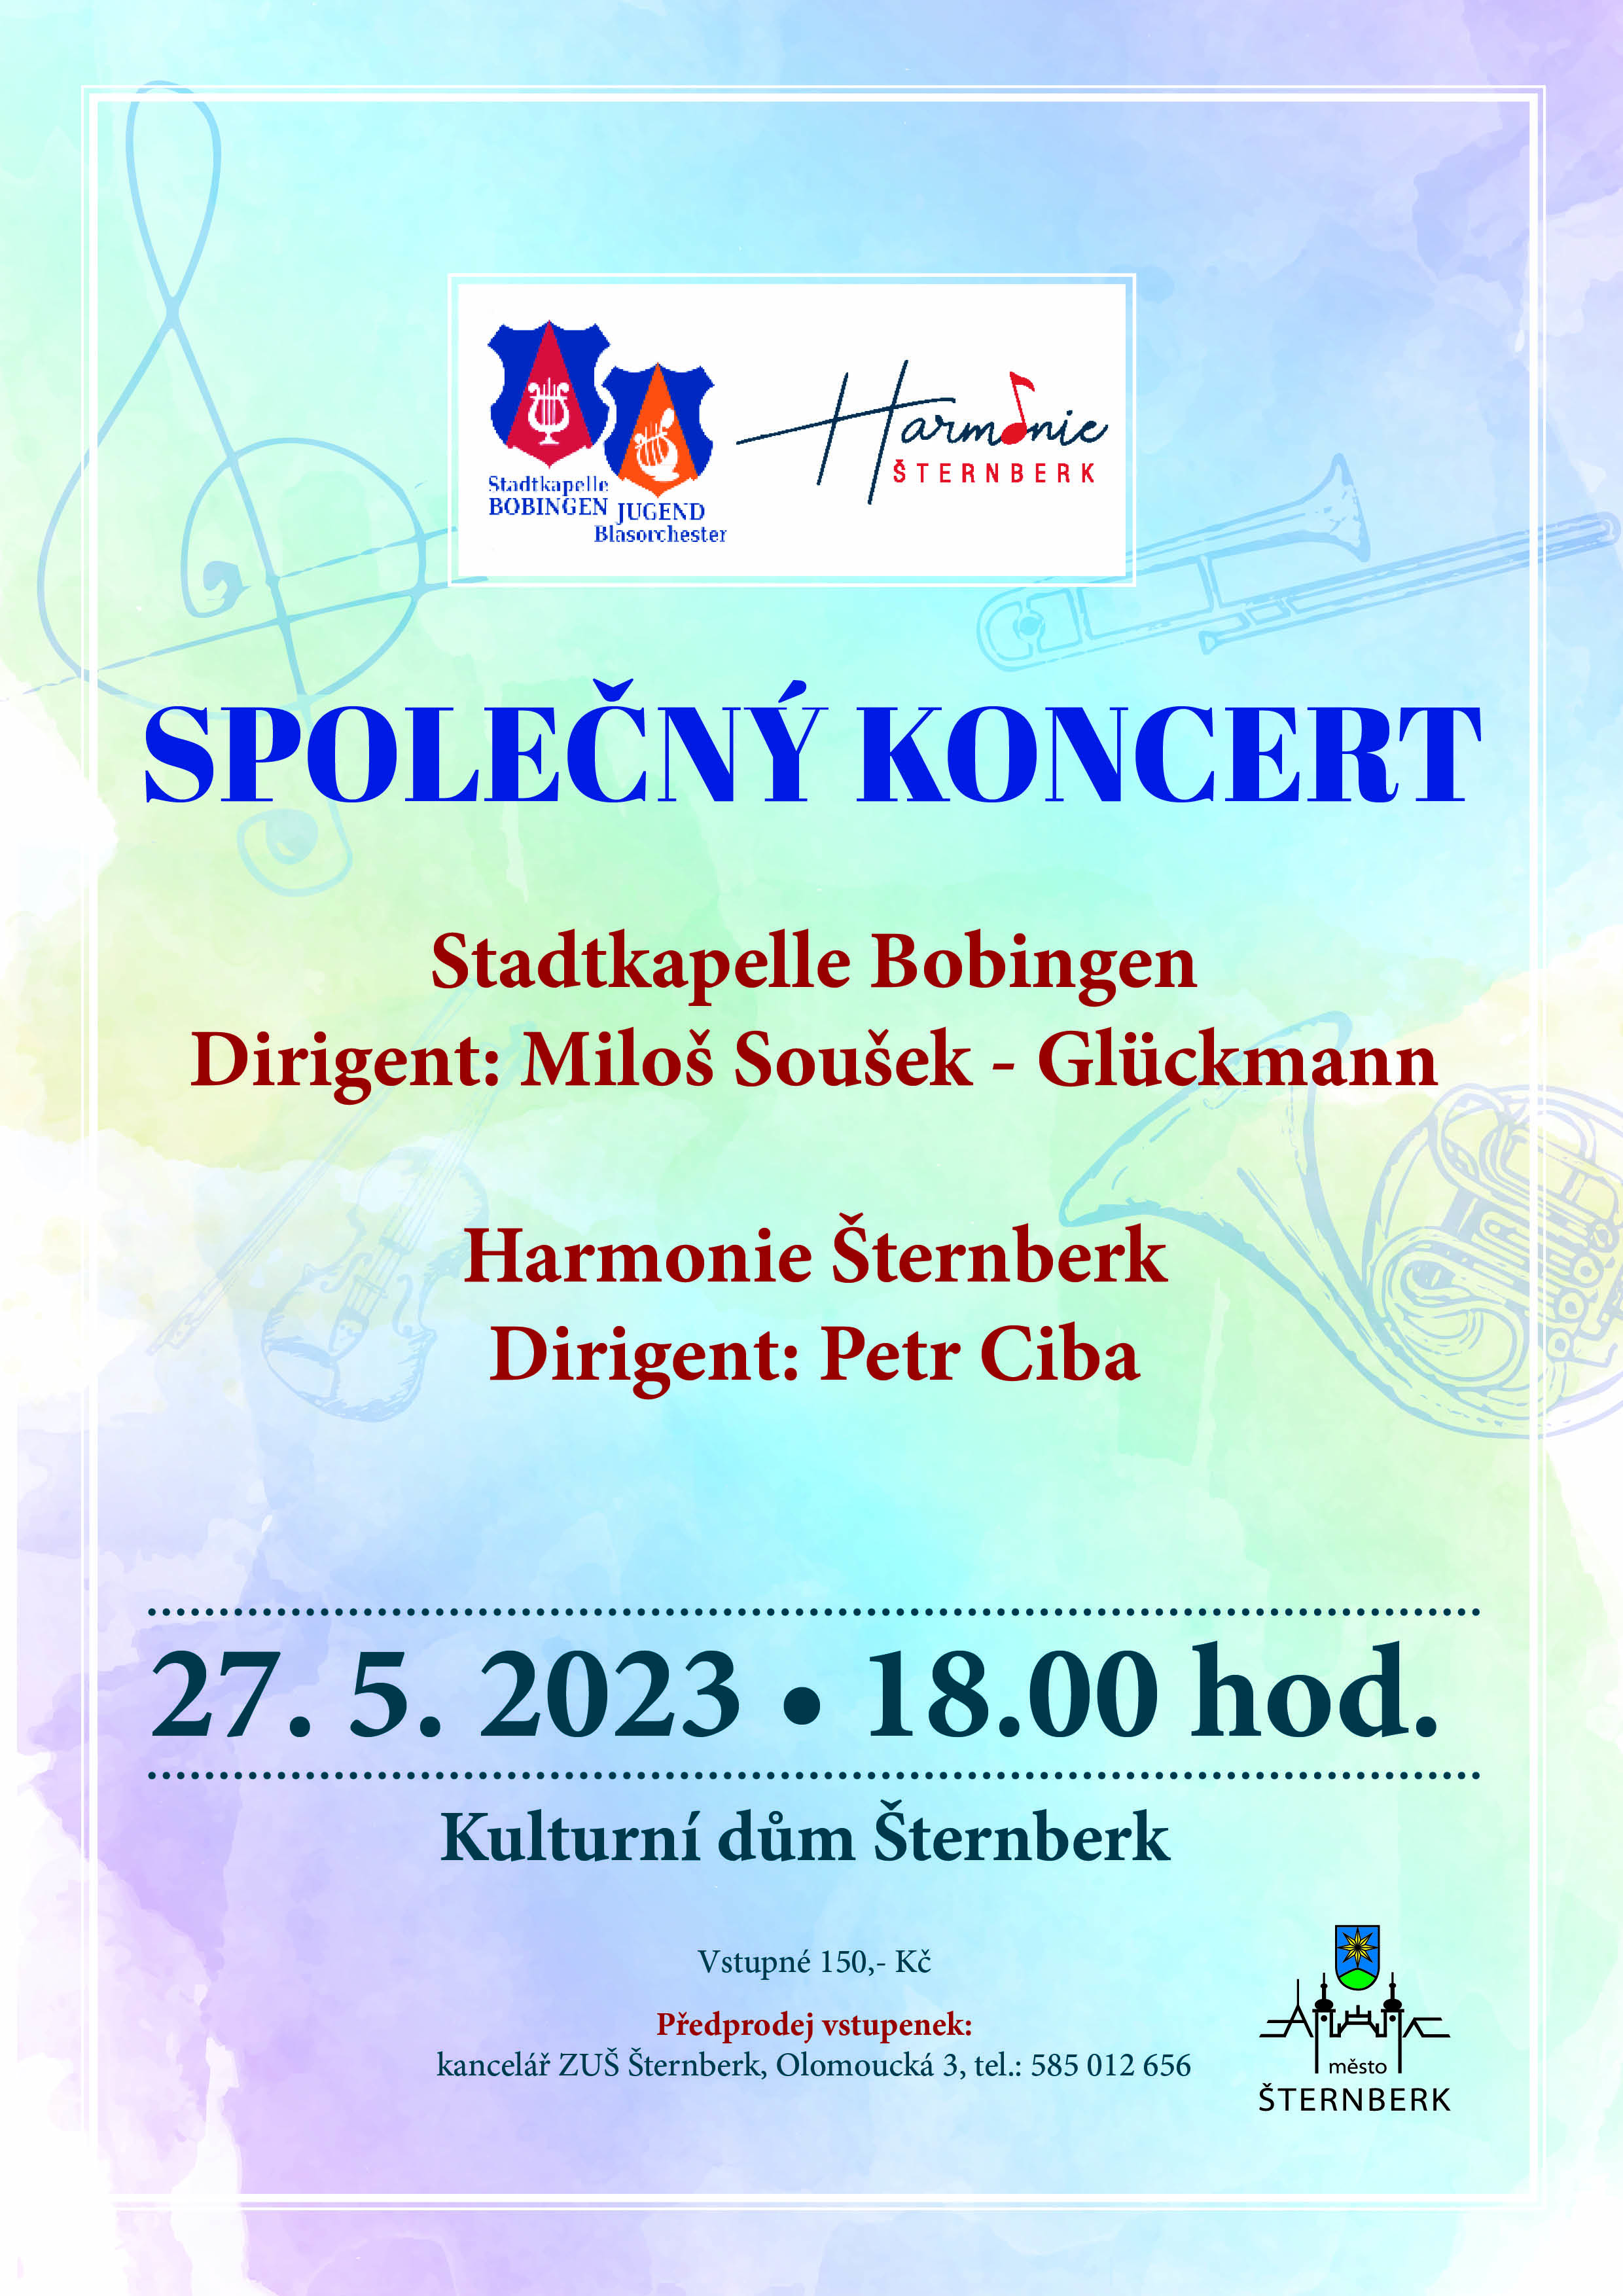 Stadtkapelle
BOBINGEN
JUGEND
Blasorchester
Harmonie
ŠTERNBERK
SPOLEČNÝ KONCERT
Stadtkapelle Bobingen
Dirigent: Miloš Soušek - Glückmann
Harmonie Šternberk
Dirigent: Petr Ciba
27. 5. 2023 • 18.00 hod.
Kulturní dům Šternberk
Vstupné 150,- Kč
Předprodej vstupenek:
kancelář ZUŠ Šternberk, Olomoucká 3, tel.: 585 012 656
město
ŠTERNBERK